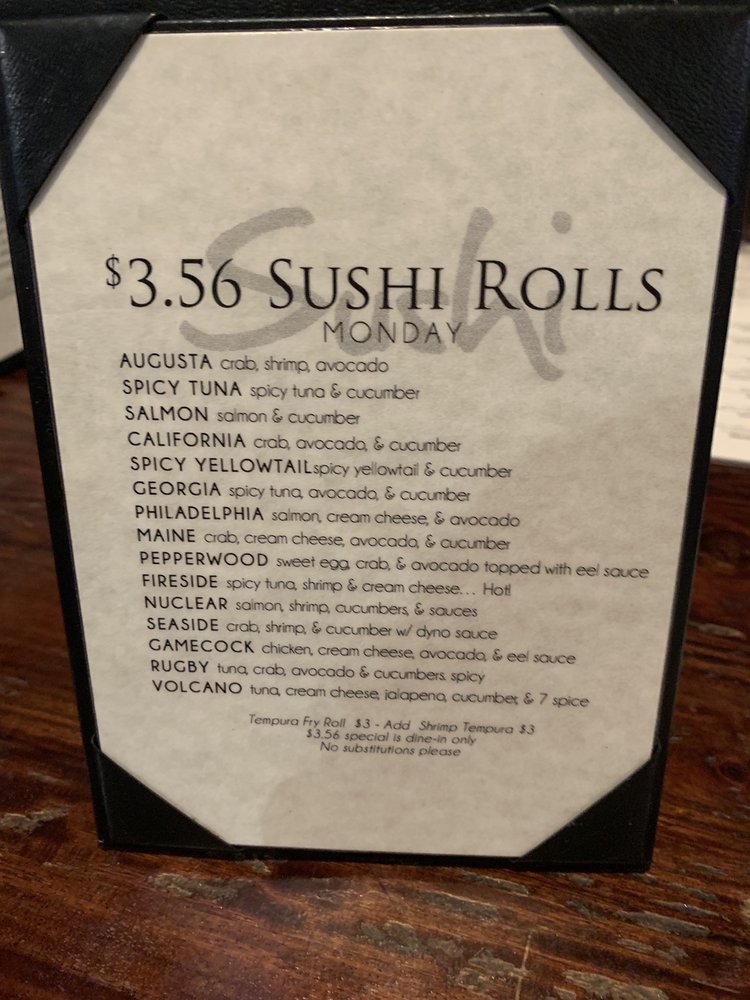 Sushi
$3.56 SUSHI ROLLS
MONDAY
AUGUSTA crab, shrimp, avocado
SPICY TUNA spicy tuna & cucumber
SALMON salmon & cucumber
CALIFORNIA crab, avocado, & cucumber
SPICY YELLOWTAIL spicy yellowtail & cucumber
GEORGIA spicy tuna, avocado, & cucumber
PHILADELPHIA salmon, cream cheese, & avocado
MAINE crab, cream cheese, avocado, & cucumber
PEPPERWOOD sweet egg, crab, & avocado topped with eel sauce
FIRESIDE spicy tuna, shrimp & cream cheese... Hot!
NUCLEAR salmon, shrimp, cucumbers, & sauces
SEASIDE crab, shrimp, & cucumber w/ dyno sauce
GAMECOCK chicken, cream cheese, avocado, & eel sauce
RUGBY tuna, crab, avocado & cucumbers. spicy
VOLCANO tuna, cream cheese, jalapeno, cucumber, & 7 spice
Tempura Fry Roll $3 - Add Shrimp Tempura $3
$3.56 special is dine-in only
No substitutions please